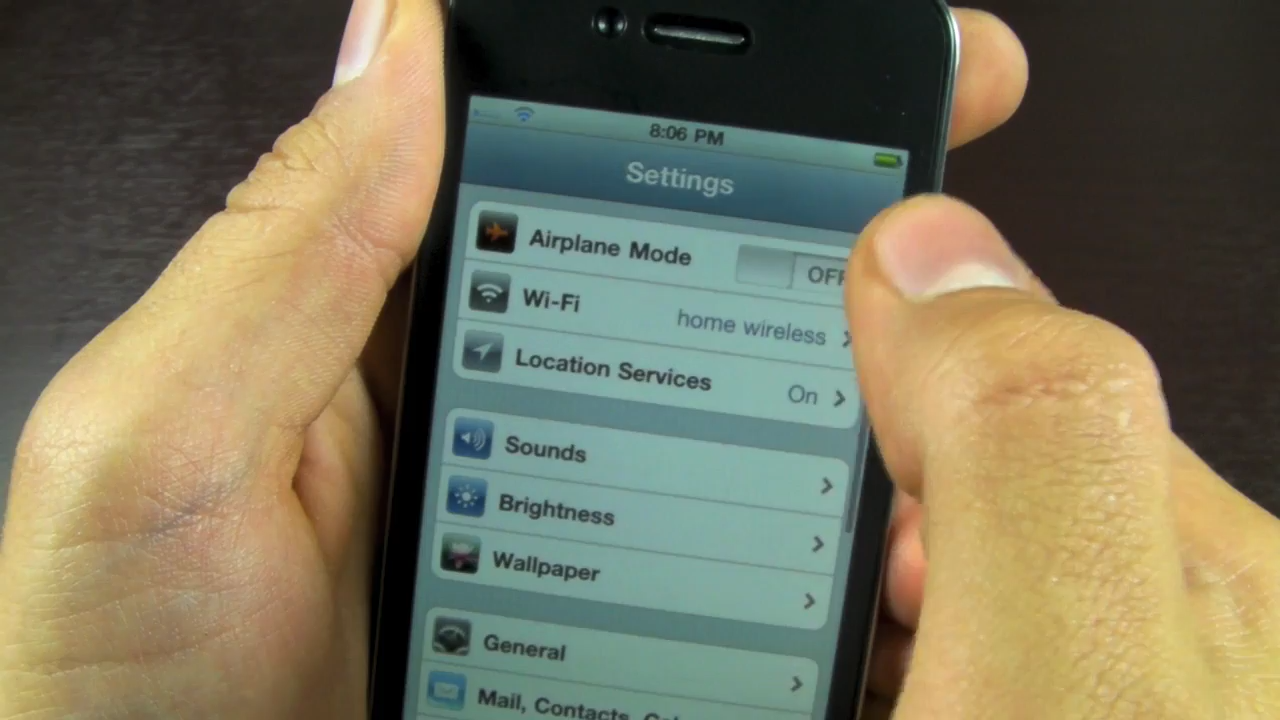 8:06 PM
Settings
Airplane Mode OFF
Wi-Fi home wireless
Location Services On
Sounds
Brightness
Wallpaper
General
Mail, Contacts,